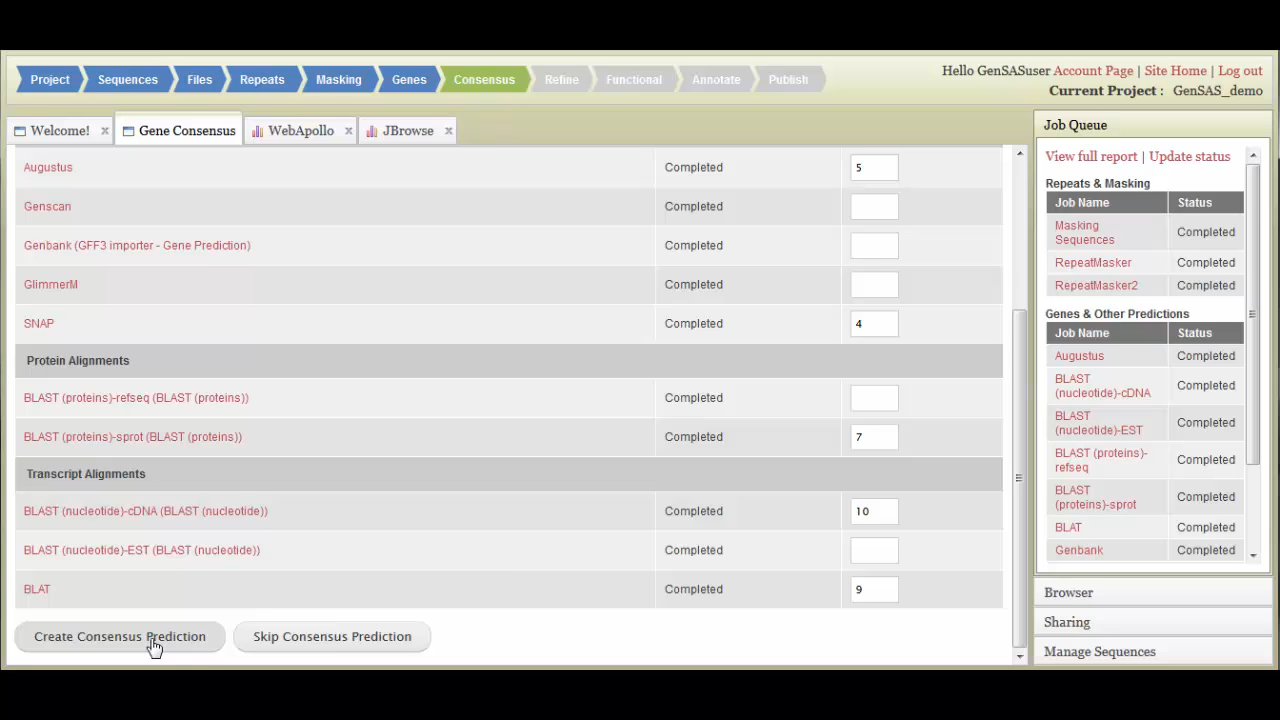 Project Sequences Files Repeats Masking Genes Consensus Refine Functional Annotate Publish
Hello GenSASuser Account Page | Site Home | Log out
Current Project : GenSAS_demo
Welcome! Gene Consensus WebApollo JBrowse
Augustus Completed 5
Genscan Completed
Genbank (GFF3 importer - Gene Prediction) Completed
GlimmerM Completed
SNAP Completed 4
Protein Alignments
BLAST (proteins)-refseq (BLAST (proteins)) Completed
BLAST (proteins)-sprot (BLAST (proteins)) Completed 7
Transcript Alignments
BLAST (nucleotide)-cDNA (BLAST (nucleotide)) Completed 10
BLAST (nucleotide)-EST (BLAST (nucleotide)) Completed
BLAT Completed 9
Create Consensus Prediction Skip Consensus Prediction
Job Queue
View full report | Update status
Repeats & Masking
Job Name Status
Masking
Sequences Completed
RepeatMasker Completed
RepeatMasker2 Completed
Genes & Other Predictions
Job Name Status
Augustus Completed
BLAST
(nucleotide)-cDNA Completed
BLAST
(nucleotide)-EST Completed
BLAST (proteins)-
refseq Completed
BLAST
(proteins)-sprot Completed
BLAT Completed
Genbank Completed
Browser
Sharing
Manage Sequences